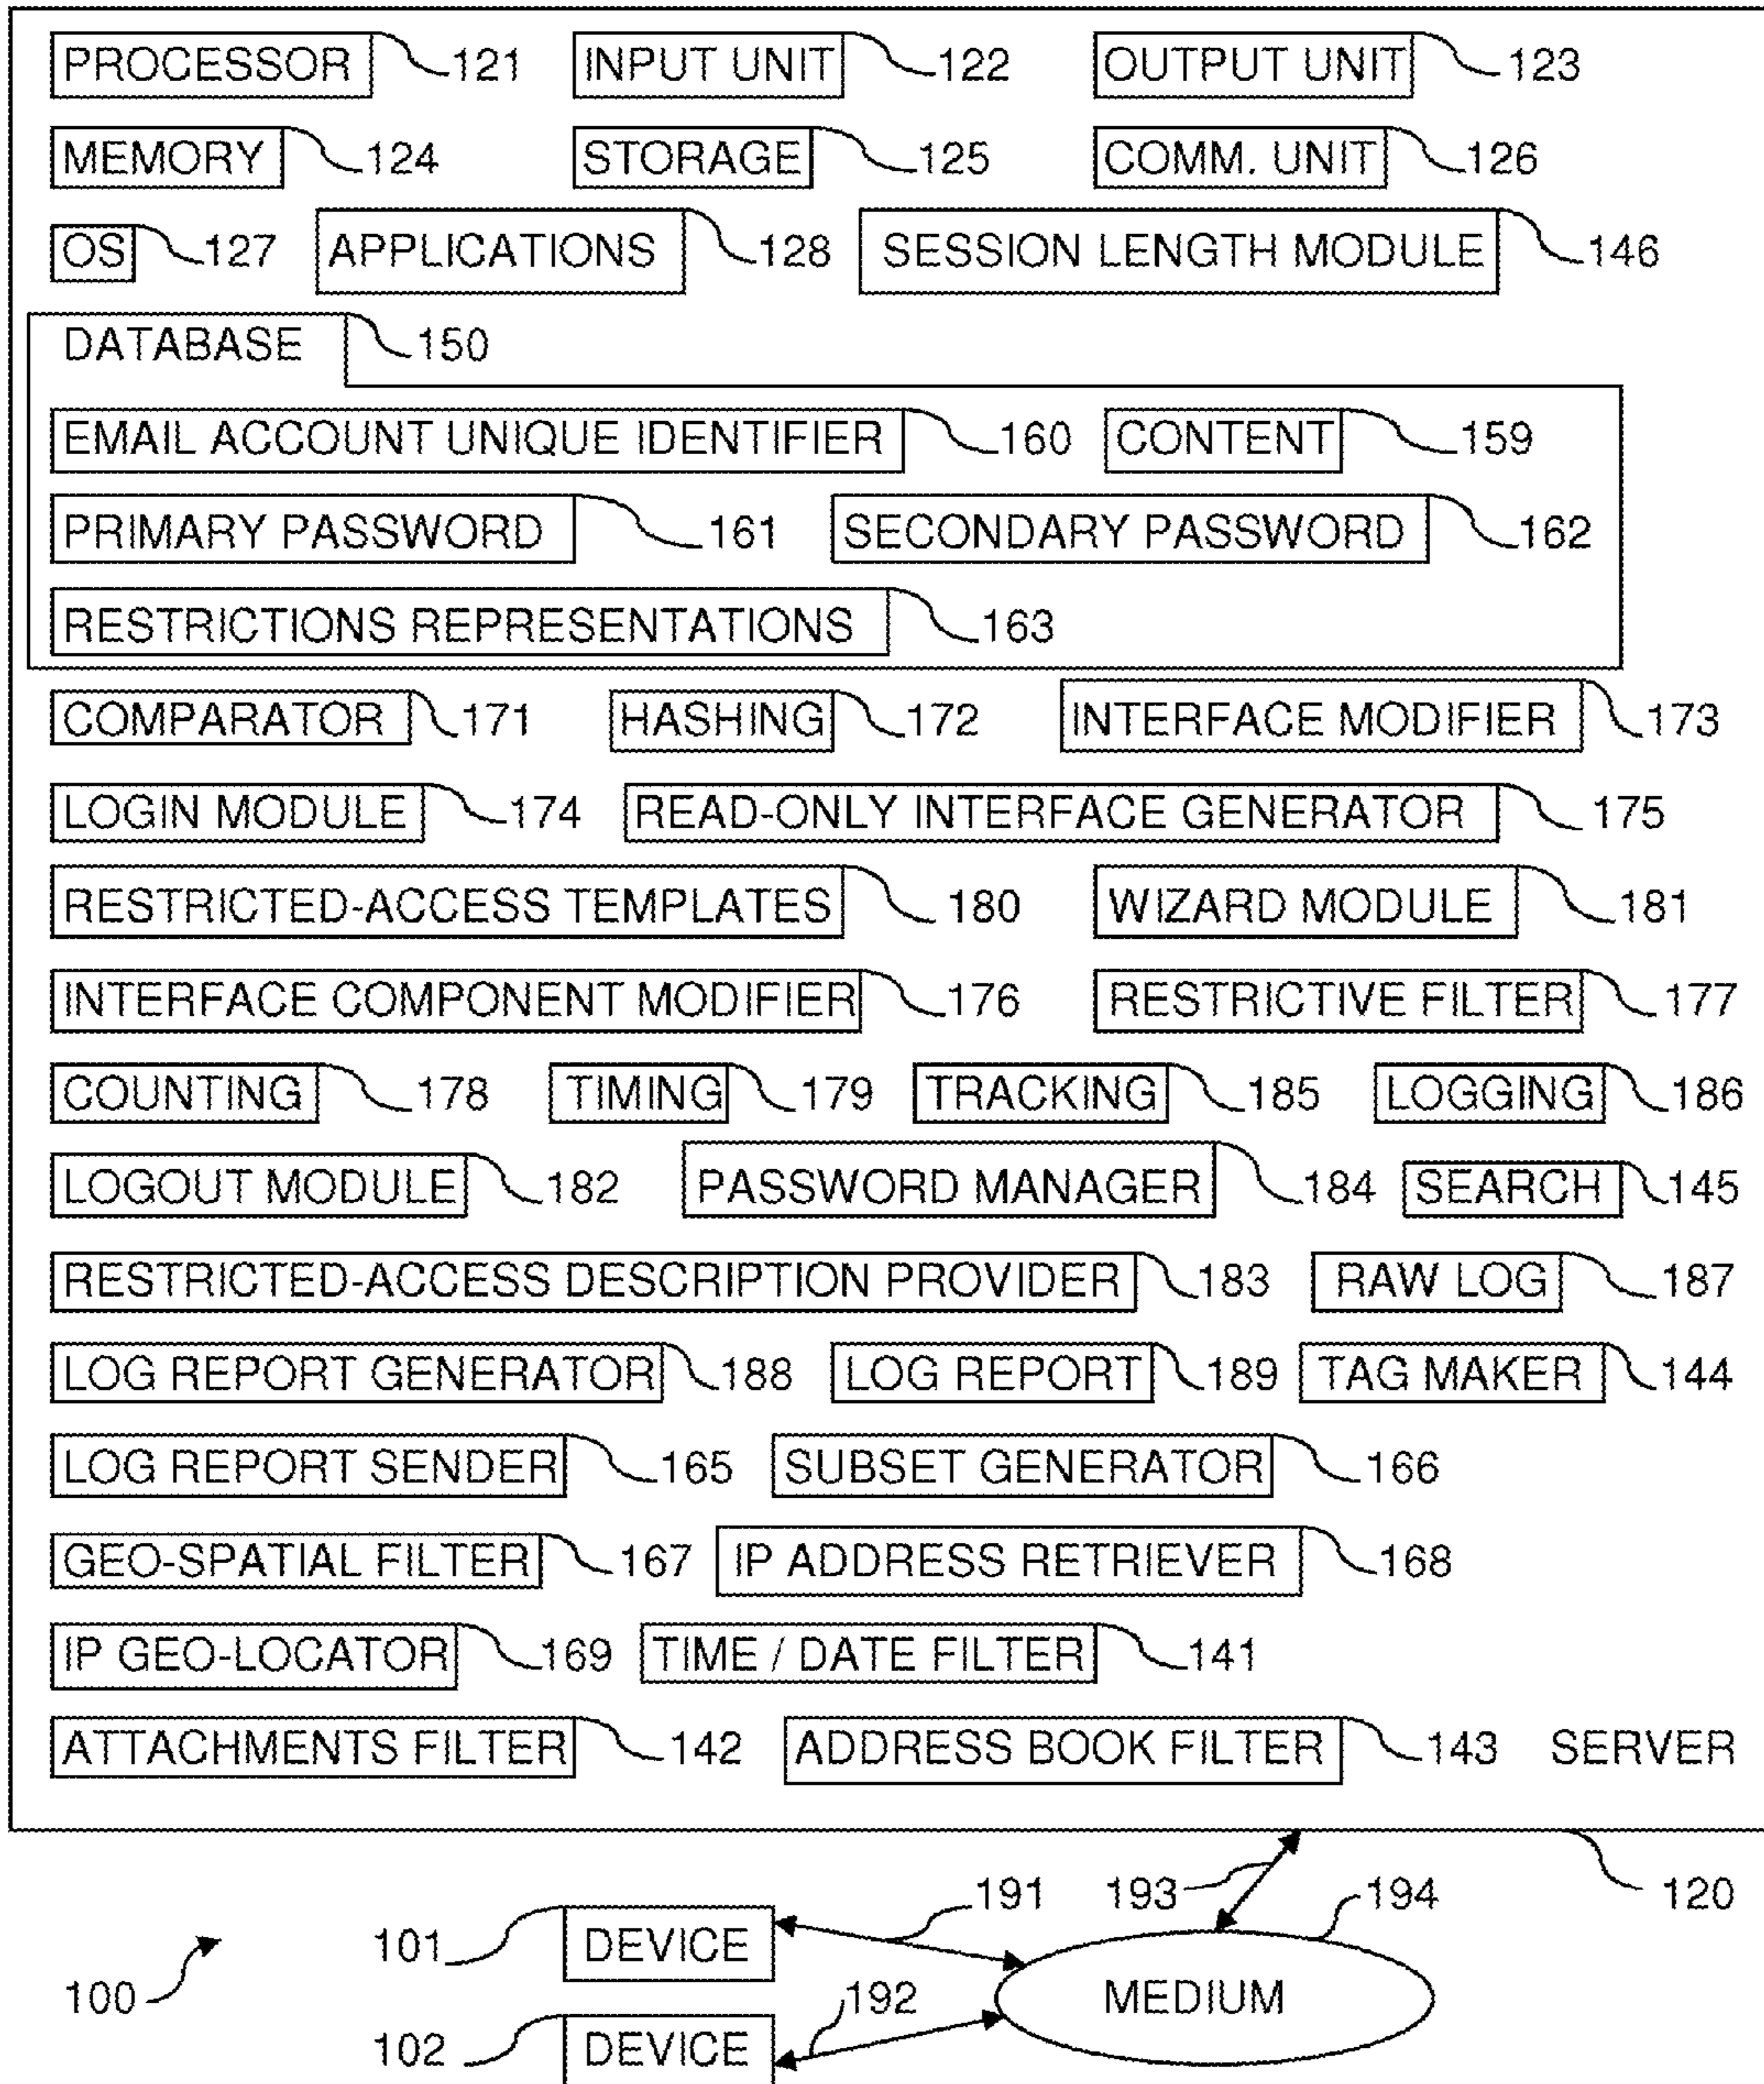 PROCESSOR 121 INPUT UNIT 122 OUTPUT UNIT 123
MEMORY 124 STORAGE 125 COMM. UNIT 126
OS 127 APPLICATIONS 128 SESSION LENGTH MODULE 146
DATABASE 150
EMAIL ACCOUNT UNIQUE IDENTIFIER 160 CONTENT 159
PRIMARY PASSWORD 161 SECONDARY PASSWORD 162
RESTRICTIONS REPRESENTATIONS 163
COMPARATOR 171 HASHING 172 INTERFACE MODIFIER 173
LOGIN MODULE 174 READ-ONLY INTERFACE GENERATOR 175
RESTRICTED-ACCESS TEMPLATES 180 WIZARD MODULE 181
INTERFACE COMPONENT MODIFIER 176 RESTRICTIVE FILTER 177
COUNTING 178 TIMING 179 TRACKING 185 LOGGING 186
LOGOUT MODULE 182 PASSWORD MANAGER 184 SEARCH 145
RESTRICTED-ACCESS DESCRIPTION PROVIDER 183 RAW LOG 187
LOG REPORT GENERATOR 188 LOG REPORT 189 TAG MAKER 144
LOG REPORT SENDER 165 SUBSET GENERATOR 166
GEO-SPATIAL FILTER 167 IP ADDRESS RETRIEVER 168
IP GEO-LOCATOR 169 TIME / DATE FILTER 141
ATTACHMENTS FILTER 142 ADDRESS BOOK FILTER 143 SERVER
191 193 194 120
101 DEVICE
100 192 MEDIUM
102 DEVICE